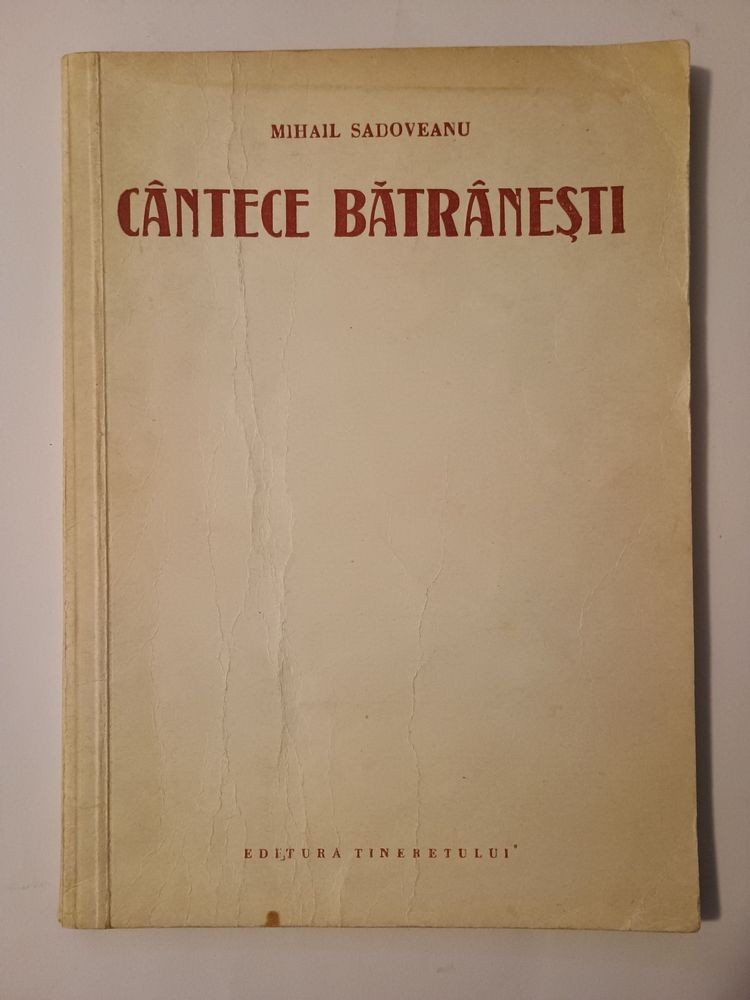 MIHAIL SADOVEANU
CÂNTECE BĂTRÂNEȘTI
EDITURA TINERETULUI